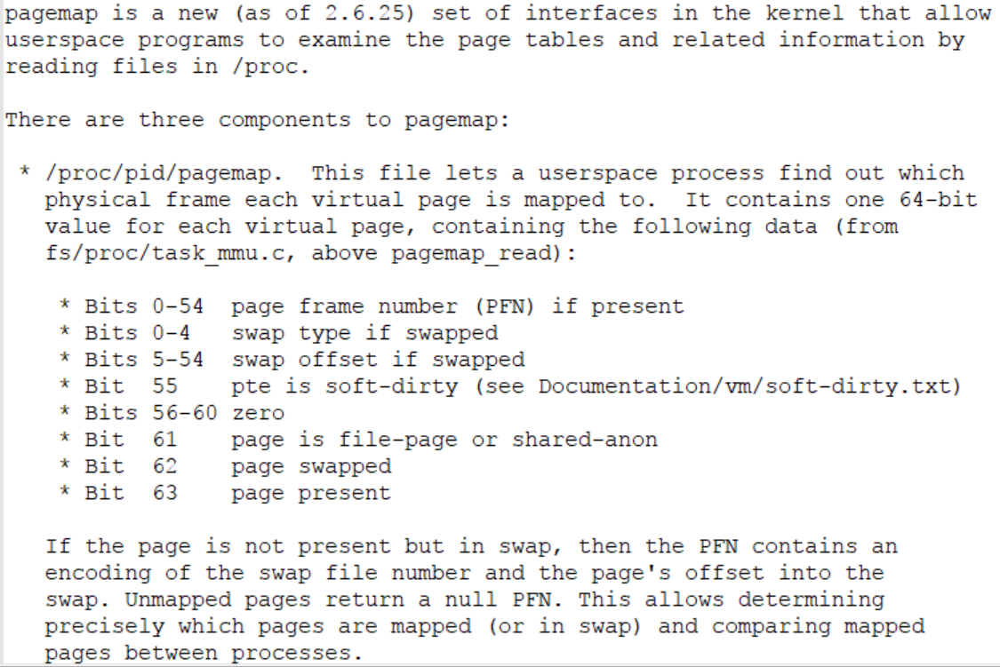 pagemap is a new (as of 2.6.25) set of interfaces in the kernel that allow
userspace programs to examine the page tables and related information by
reading files in /proc.

There are three components to pagemap:

 * /proc/pid/pagemap.  This file lets a userspace process find out which
   physical frame each virtual page is mapped to.  It contains one 64-bit
   value for each virtual page, containing the following data (from
   fs/proc/task_mmu.c, above pagemap_read):

    * Bits 0-54  page frame number (PFN) if present
    * Bits 0-4   swap type if swapped
    * Bits 5-54  swap offset if swapped
    * Bit  55    pte is soft-dirty (see Documentation/vm/soft-dirty.txt)
    * Bits 56-60 zero
    * Bit  61    page is file-page or shared-anon
    * Bit  62    page swapped
    * Bit  63    page present

   If the page is not present but in swap, then the PFN contains an
   encoding of the swap file number and the page's offset into the
   swap. Unmapped pages return a null PFN. This allows determining
   precisely which pages are mapped (or in swap) and comparing mapped
   pages between processes.